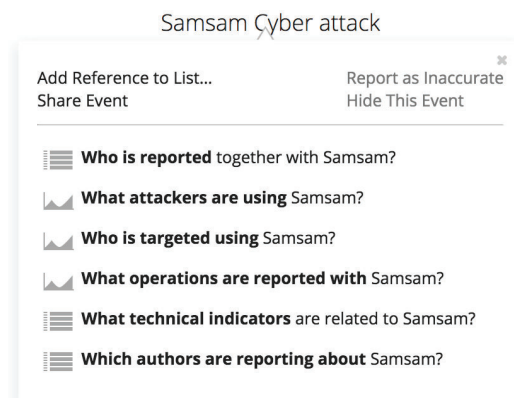 Samsam Cyber attack
Add Reference to List... Report as Inaccurate
Share Event Hide This Event
Who is reported together with Samsam?
What attackers are using Samsam?
Who is targeted using Samsam?
What operations are reported with Samsam?
What technical indicators are related to Samsam?
Which authors are reporting about Samsam?